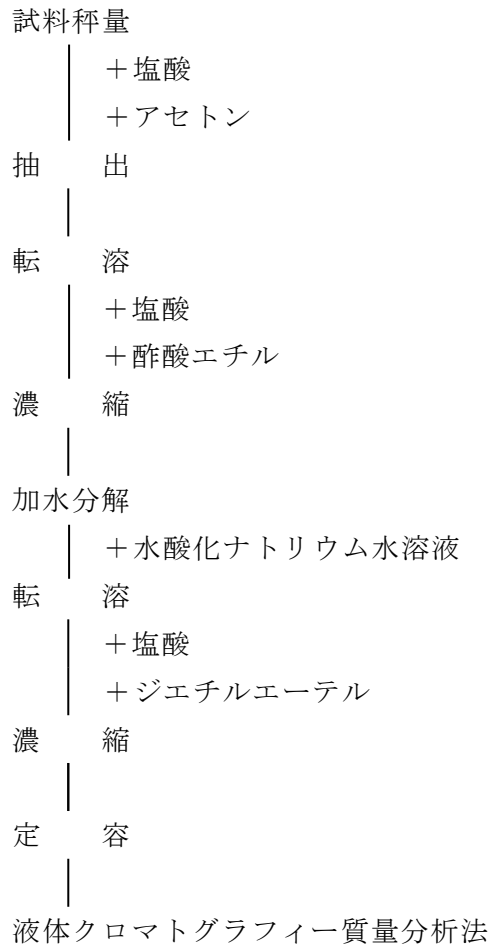 試料秤量
＋塩酸
＋アセトン
抽　　出
転　　溶
＋塩酸
＋酢酸エチル
濃　　縮
加水分解
＋水酸化ナトリウム水溶液
転　　溶
＋塩酸
＋ジエチルエーテル
濃　　縮
定　　容
液体クロマトグラフィー質量分析法